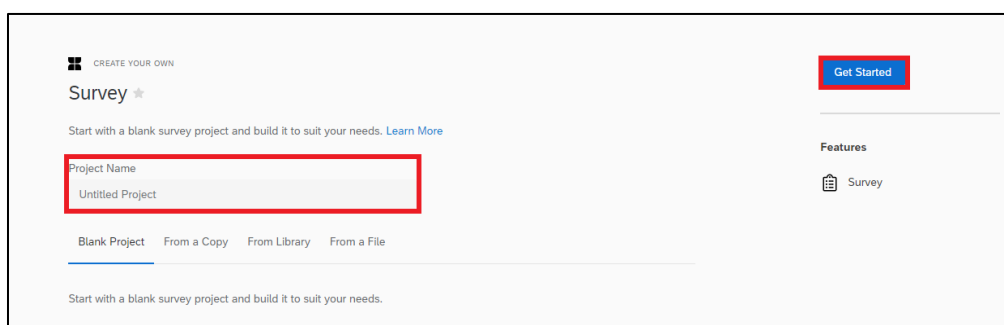 CREATE YOUR OWN
Survey
Start with a blank survey project and build it to suit your needs. Learn More
Project Name
Untitled Project
Blank Project From a Copy From Library From a File
Start with a blank survey project and build it to suit your needs.
Get Started
Features
Survey